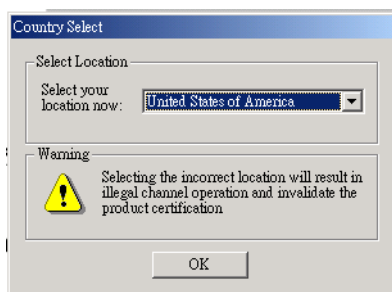 Country Select
Select Location
Select your
location now:
United States of America
Warning
Selecting the incorrect location will result in
illegal channel operation and invalidate the
product certification
OK